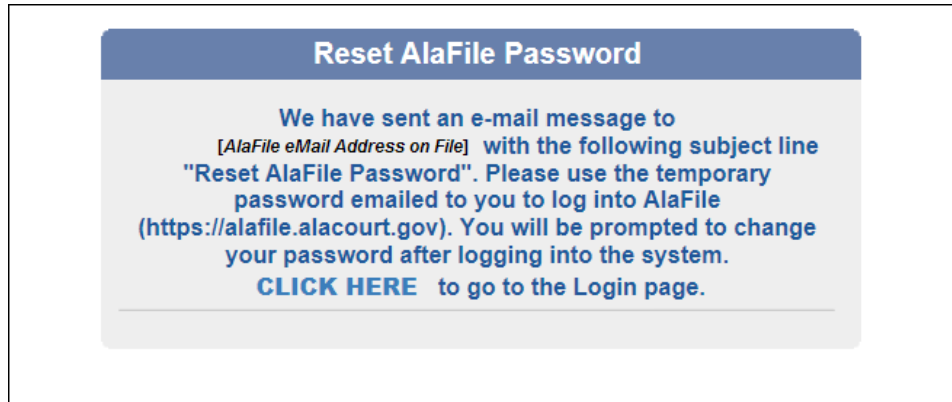 Reset AlaFile Password
We have sent an e-mail message to
[AlaFile eMail Address on File] with the following subject line
"Reset AlaFile Password". Please use the temporary
password emailed to you to log into AlaFile
(https://alafile.alacourt.gov). You will be prompted to change
your password after logging into the system.
CLICK HERE to go to the Login page.